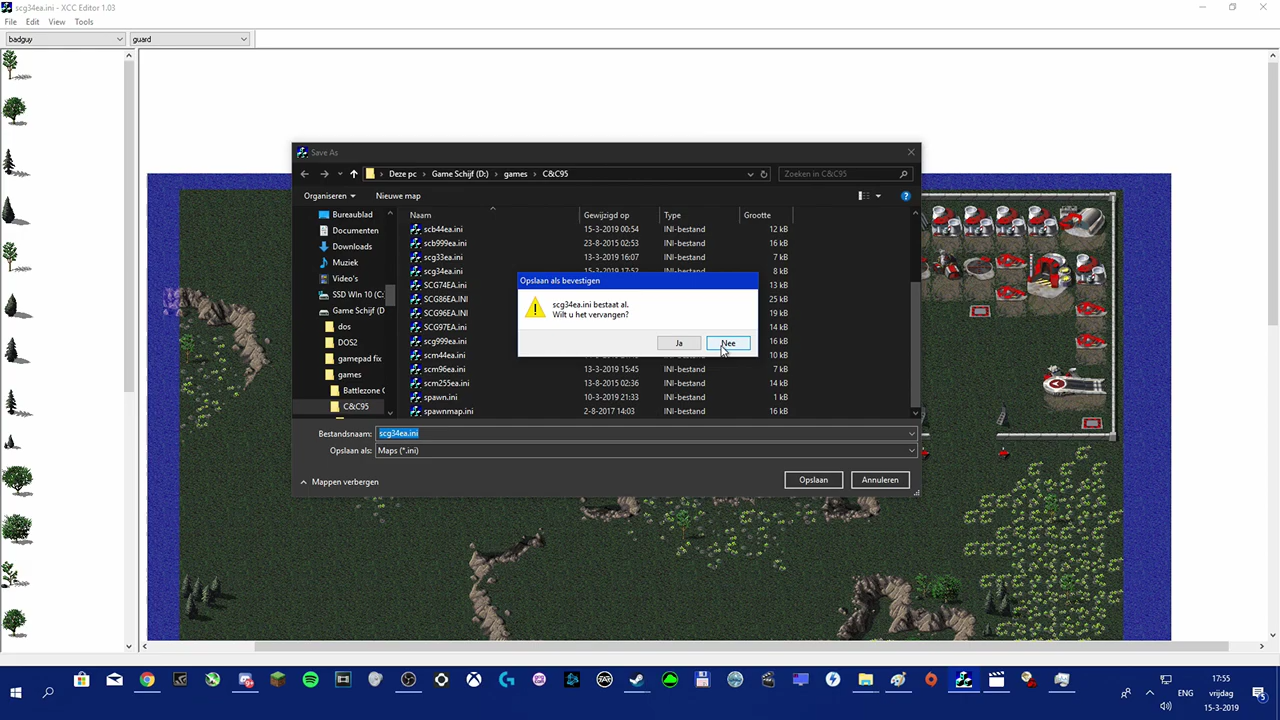 scg34ea.ini - XCC Editor 1.03
File Edit View Tools
badguy guard
Save As
Deze pc Game Schijf (D:) games C&C95 Zoeken in C&C95
Organiseren Nieuwe map
Naam Gewijzigd op Type Grootte
Bureaublad
Documenten
Downloads
Muziek
Video's
SSD Win 10 (C:
Game Schijf (D
dos
DOS2
gamepad fix
games
Battlezone C
C&C95
scb44ea.ini 15-3-2019 00:54 INI-bestand 12 kB
scb999ea.ini 23-8-2015 02:53 INI-bestand 16 kB
scg33ea.ini 13-3-2019 16:07 INI-bestand 7 kB
scg34ea.ini 15-3-2019 17:52 INI-bestand 8 kB
SCG74EA.INI 13 kB
SCG86EA.INI 25 kB
SCG96EA.INI 19 kB
SCG97EA.ini 14 kB
scg999ea.ini 16 kB
scm44ea.ini 10 kB
scm96ea.ini 13-3-2019 15:45 INI-bestand 7 kB
scm255ea.ini 13-8-2015 02:36 INI-bestand 14 kB
spawn.ini 10-3-2019 21:33 INI-bestand 1 kB
spawnmap.ini 2-8-2017 14:03 INI-bestand 16 kB
Opslaan als bevestigen
scg34ea.ini bestaat al.
Wilt u het vervangen?
Ja Nee
Bestandsnaam: scg34ea.ini
Opslaan als: Maps (*.ini)
Mappen verbergen Opslaan Annuleren
17:55
ENG vrijdag
15-3-2019
5